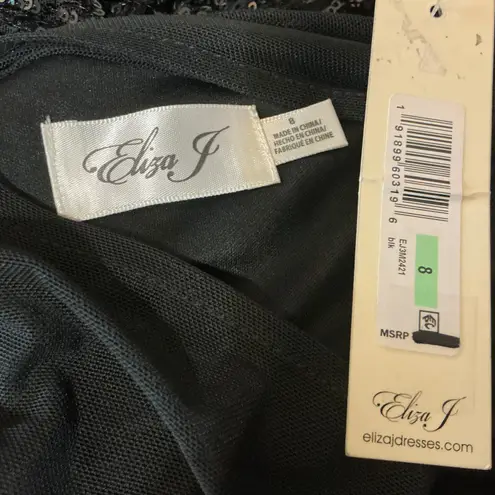 Eliza J
8
MADE IN CHINA/
HECHO EN CHINA/
FABRIQUÉ EN CHINE
1 91899 60319 6
EJ3M2421
blk
8
MSRP
Eliza J
elizajdresses.com